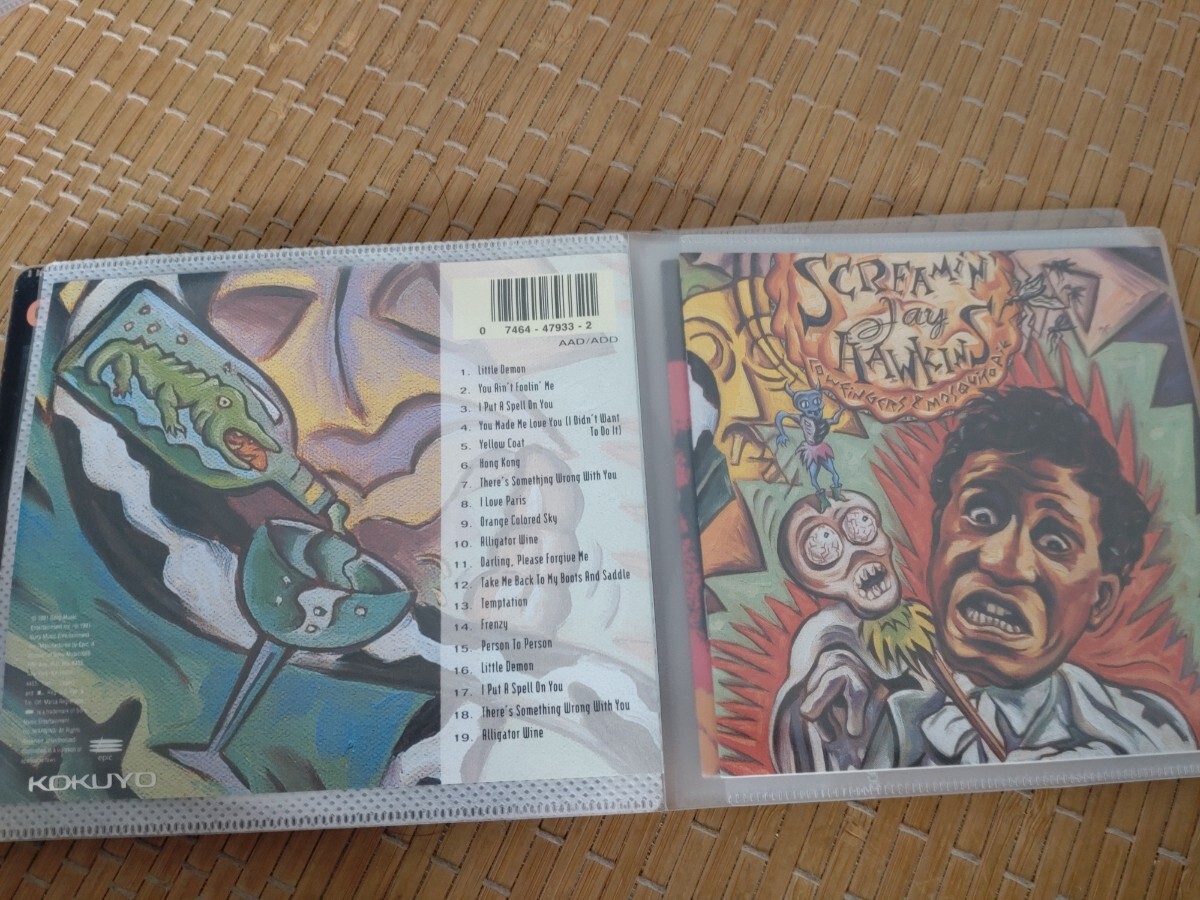 0 7464 - 47933 - 2
AAD/ADD
1. Little Demon
2. You Ain't Foolin' Me
3. I Put A Spell On You
4. You Made Me Love You (I Didn't Want
To Do It)
5. Yellow Coat
6. Hong Kong
7. There's Something Wrong With You
8. I Love Paris
9. Orange Colored Sky
10. Alligator Wine
11. Darling, Please Forgive Me
12. Take Me Back To My Boots And Saddle
13. Temptation
14. Frenzy
15. Person To Person
16. Little Demon
17. I Put A Spell On You
18. There's Something Wrong With You
19. Alligator Wine
epic
KOKUYO
SCREAMIN'
Jay
HAWKINS
COWFINGERS & MOSQUITO PIE